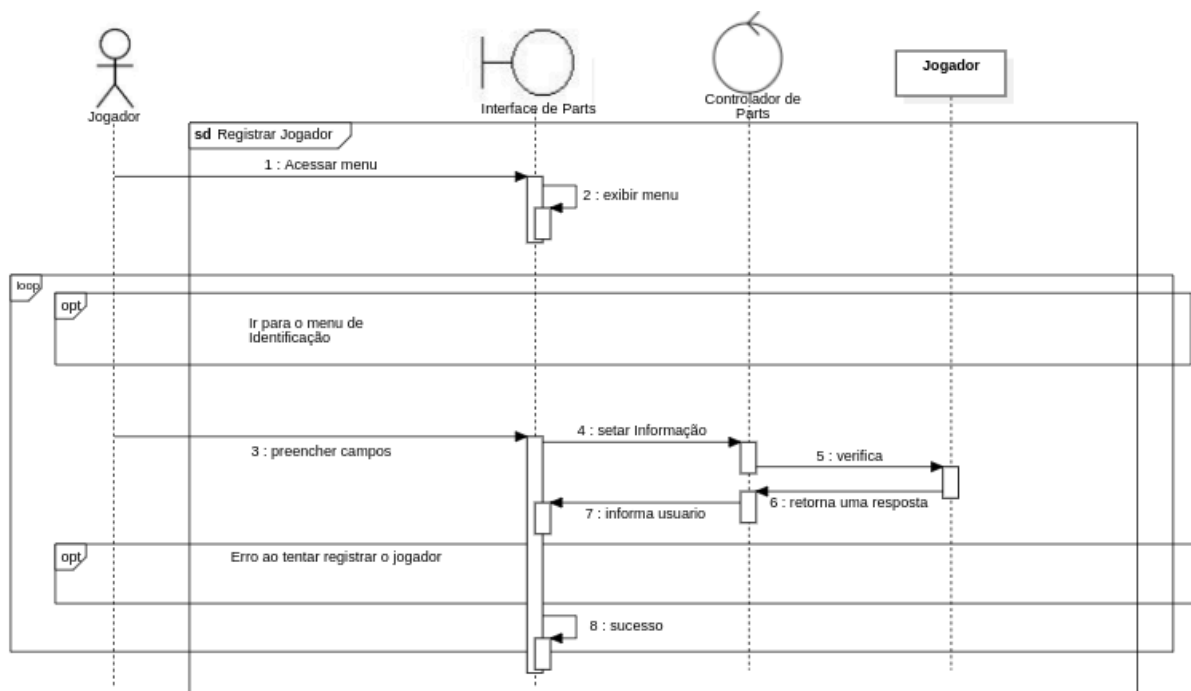 Jogador
Interface de Parts
Controlador de
Parts
Jogador
sd Registrar Jogador
1 : Acessar menu
2 : exibir menu
loop
opt
Ir para o menu de
Identificação
3 : preencher campos
4 : setar Informação
5 : verifica
6 : retorna uma resposta
7 : informa usuario
opt
Erro ao tentar registrar o jogador
8 : sucesso